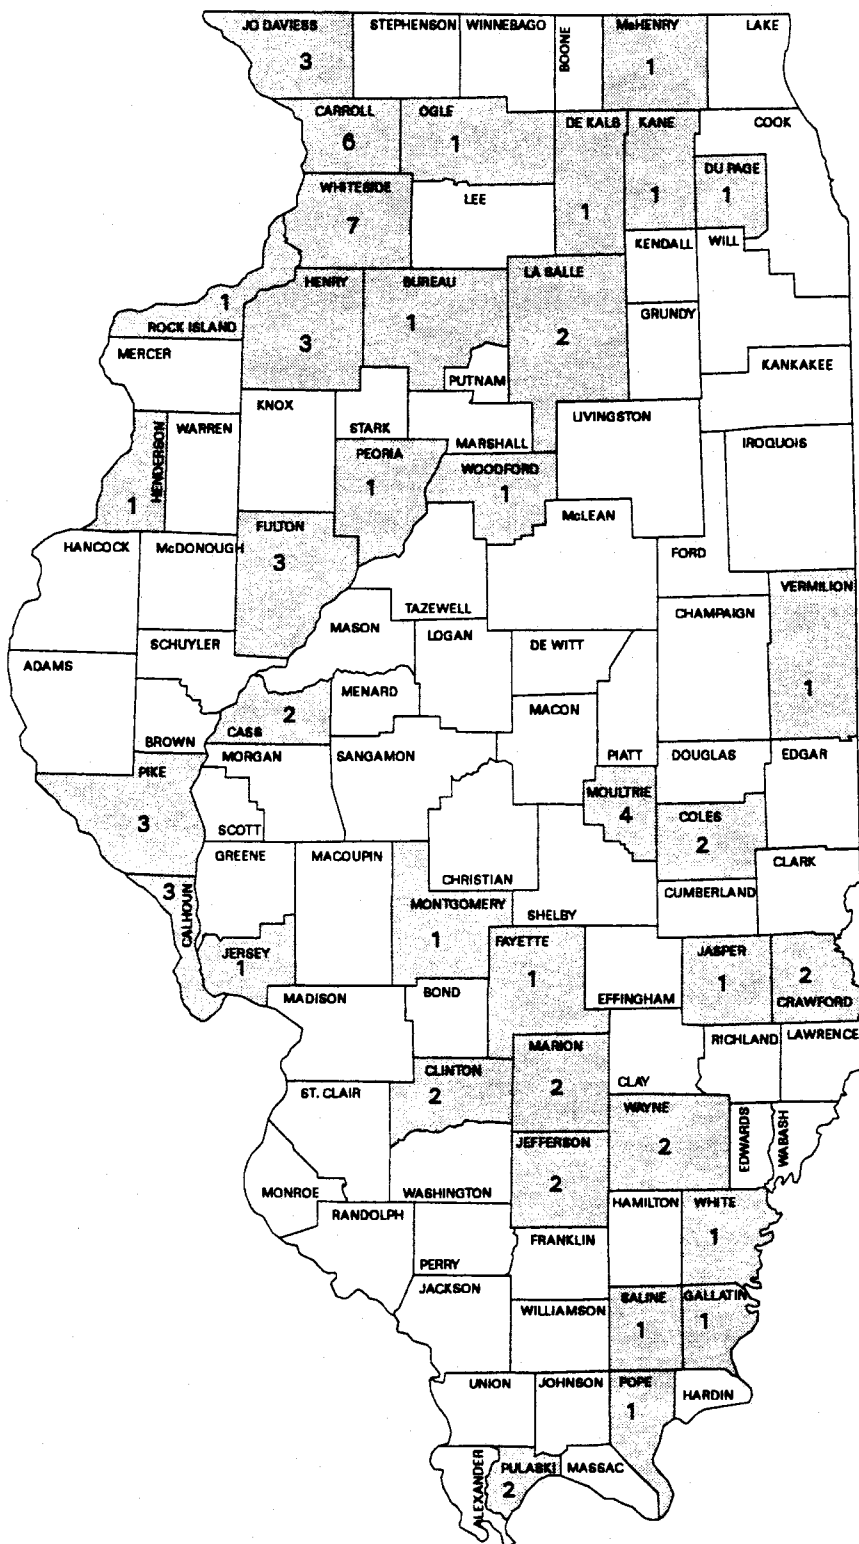 JO DAVIESS STEPHENSON WINNEBAGO BOONE McHENRY LAKE
3 1
CARROLL OGLE DE KALB KANE COOK
6 1 1 1
DU PAGE
1
WHITESIDE LEE
7
KENDALL WILL
HENRY BUREAU LA SALLE
3 1 2
1
ROCK ISLAND
GRUNDY
MERCER
PUTNAM
KANKAKEE
KNOX STARK MARSHALL LIVINGSTON
WARREN HENDERSON
1
PEORIA WOODFORD IROQUOIS
1 1
FULTON McLEAN
3
HANCOCK McDONOUGH FORD
VERMILION
1
TAZEWELL CHAMPAIGN
MASON LOGAN DE WITT
SCHUYLER
ADAMS
MENARD
MACON
CASS
2
BROWN
MORGAN SANGAMON PIATT DOUGLAS EDGAR
PIKE
3
MOULTRIE
4
COLES
2
SCOTT
GREENE MACOUPIN CHRISTIAN CLARK
CUMBERLAND
3
CALHOUN
MONTGOMERY
1
SHELBY
JERSEY
1
FAYETTE
1
JASPER
1
2
CRAWFORD
MADISON BOND EFFINGHAM
RICHLAND LAWRENCE
MARION
2
CLINTON
2
CLAY
ST. CLAIR
WAYNE
2
EDWARDS WABASH
JEFFERSON
2
MONROE WASHINGTON HAMILTON WHITE
1
RANDOLPH
FRANKLIN
PERRY
JACKSON
WILLIAMSON
SALINE GALLATIN
1 1
UNION JOHNSON POPE HARDIN
1
ALEXANDER PULASKI MASSAC
2